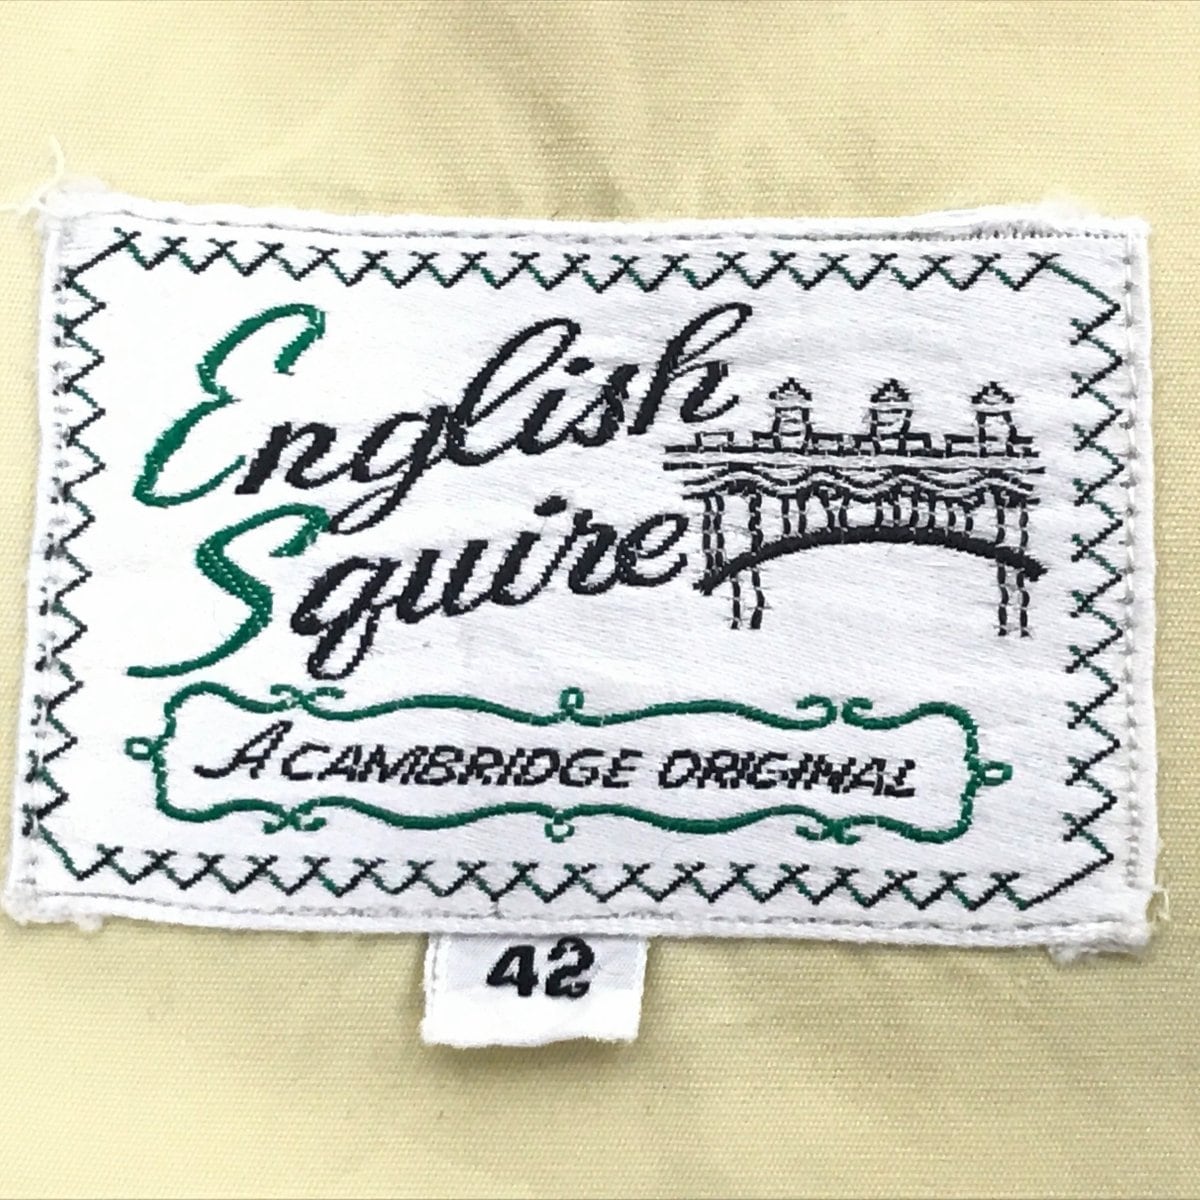 English
Squire
A CAMBRIDGE ORIGINAL
42